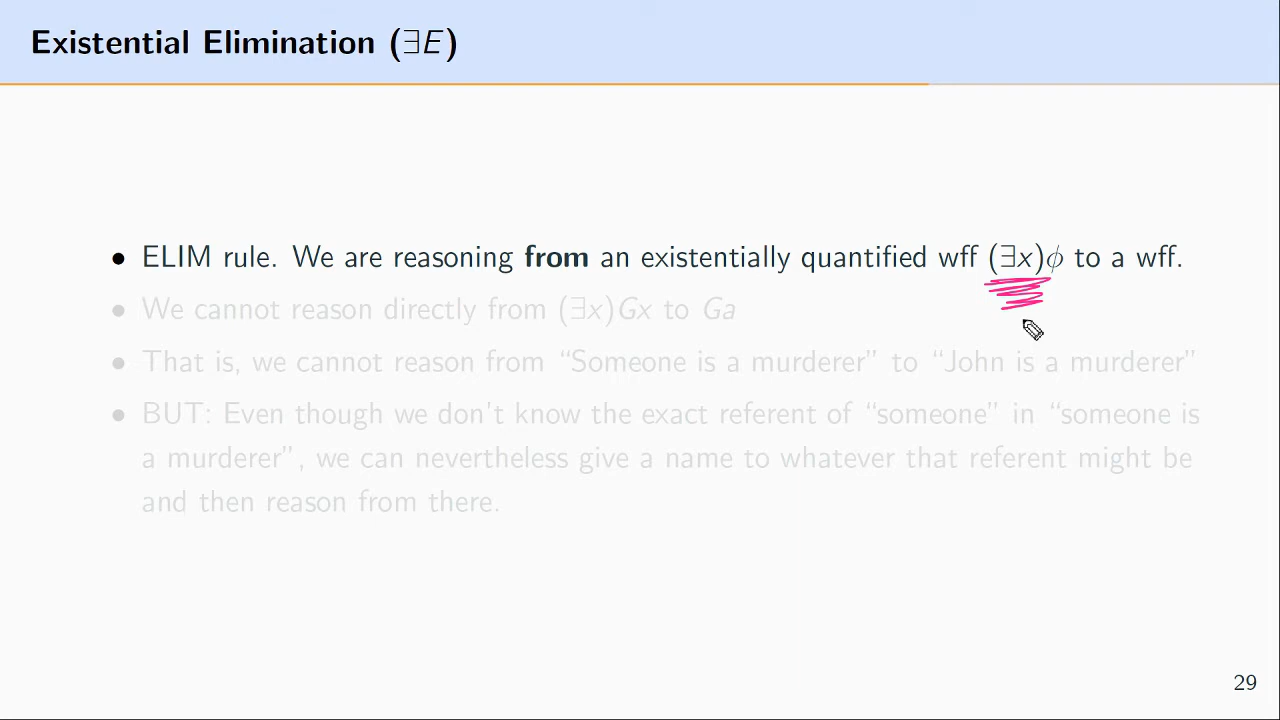 Existential Elimination (∃E)
• ELIM rule. We are reasoning from an existentially quantified wff (∃x)ϕ to a wff.
• We cannot reason directly from (∃x)Gx to Ga
• That is, we cannot reason from “Someone is a murderer” to “John is a murderer”
• BUT: Even though we don't know the exact referent of “someone” in “someone is
a murderer”, we can nevertheless give a name to whatever that referent might be
and then reason from there.
29